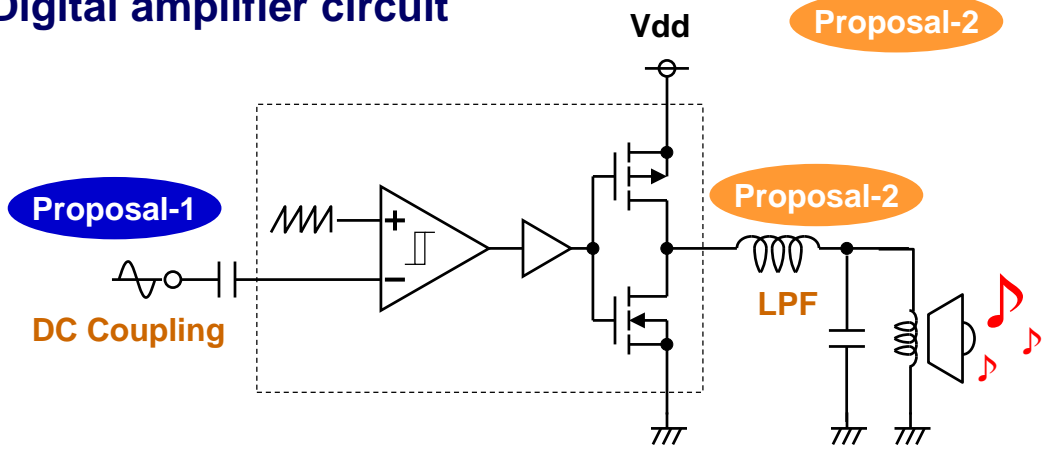 Digital amplifier circuit
Vdd
Proposal-2
Proposal-1
Proposal-2
+
−
DC Coupling
LPF